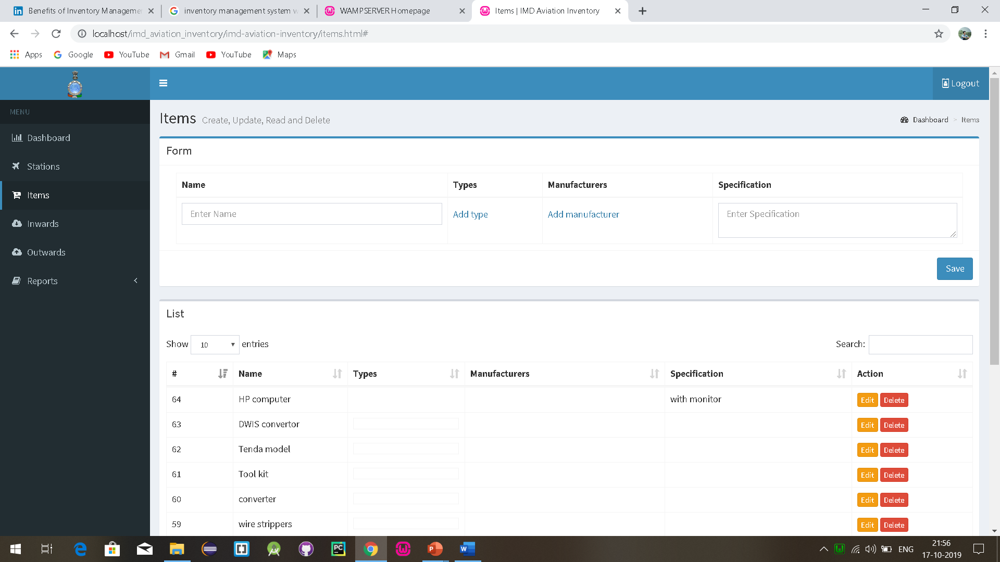 Benefits of Inventory Managemen
inventory management system w
WAMPSERVER Homepage
Items | IMD Aviation Inventory
localhost/imd_aviation_inventory/imd-aviation-inventory/items.html#
Apps Google YouTube Gmail YouTube Maps
Logout
MENU
Dashboard
Stations
Items
Inwards
Outwards
Reports
Items Create, Update, Read and Delete
Dashboard > Items
Form
Name Types Manufacturers Specification
Enter Name Add type Add manufacturer Enter Specification
Save
List
Show 10 entries Search:
# Name Types Manufacturers Specification Action
64 HP computer with monitor Edit Delete
63 DWIS convertor Edit Delete
62 Tenda model Edit Delete
61 Tool kit Edit Delete
60 converter Edit Delete
59 wire strippers Edit Delete
ENG
21:56
17-10-2019